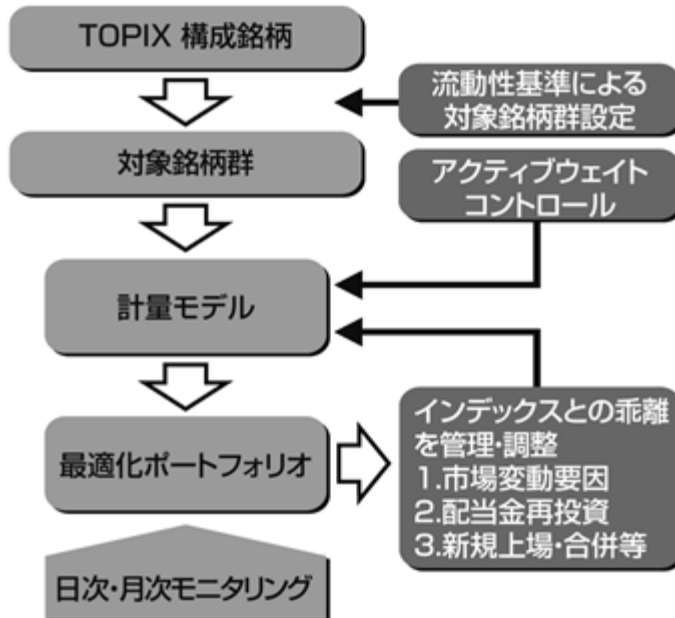 TOPIX 構成銘柄
流動性基準による
対象銘柄群設定
対象銘柄群
アクティブウェイト
コントロール
計量モデル
最適化ポートフォリオ
インデックスとの乖離
を管理・調整
1.市場変動要因
2.配当金再投資
3.新規上場・合併等
日次・月次モニタリング